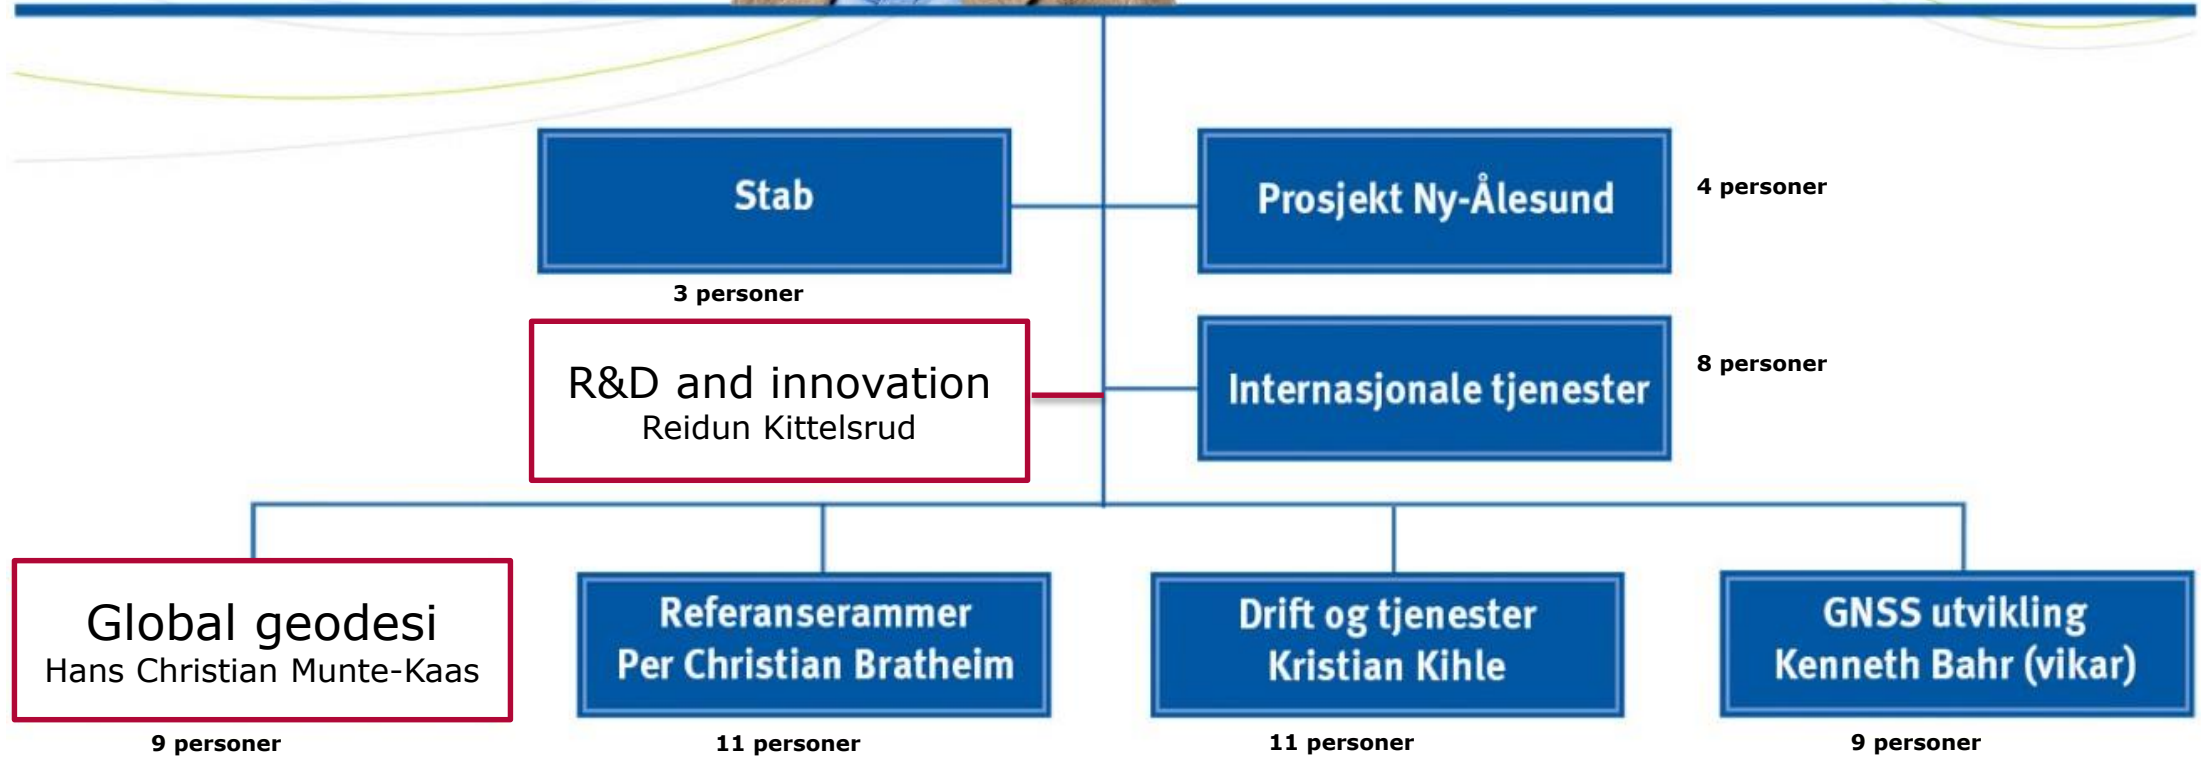 Stab
Prosjekt Ny-Ålesund
4 personer
3 personer
R&D and innovation
Reidun Kittelsrud
Internasjonale tjenester
8 personer
Global geodesi
Hans Christian Munte-Kaas
9 personer
Referanserammer
Per Christian Bratheim
11 personer
Drift og tjenester
Kristian Kihle
11 personer
GNSS utvikling
Kenneth Bahr (vikar)
9 personer